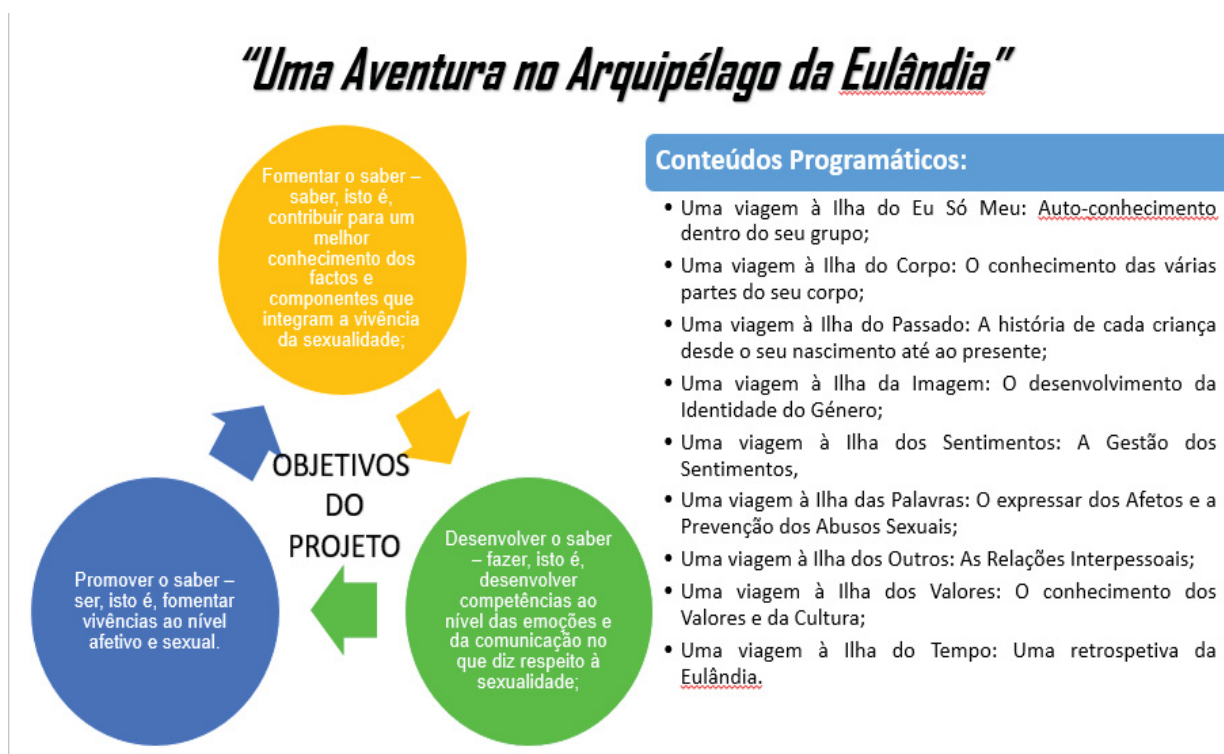 “Uma Aventura no Arquipélago da Eulândia”
Fomentar o saber –
saber, isto é,
contribuir para um
melhor
conhecimento dos
factos e
componentes que
integram a vivência
da sexualidade;
OBJETIVOS
DO
PROJETO
Desenvolver o saber
– fazer, isto é,
desenvolver
competências ao
nível das emoções e
da comunicação no
que diz respeito à
sexualidade;
Promover o saber –
ser, isto é, fomentar
vivências ao nível
afetivo e sexual.
Conteúdos Programáticos:
• Uma viagem à Ilha do Eu Só Meu: Auto-conhecimento
dentro do seu grupo;
• Uma viagem à Ilha do Corpo: O conhecimento das várias
partes do seu corpo;
• Uma viagem à Ilha do Passado: A história de cada criança
desde o seu nascimento até ao presente;
• Uma viagem à Ilha da Imagem: O desenvolvimento da
Identidade do Género;
• Uma viagem à Ilha dos Sentimentos: A Gestão dos
Sentimentos,
• Uma viagem à Ilha das Palavras: O expressar dos Afetos e a
Prevenção dos Abusos Sexuais;
• Uma viagem à Ilha dos Outros: As Relações Interpessoais;
• Uma viagem à Ilha dos Valores: O conhecimento dos
Valores e da Cultura;
• Uma viagem à Ilha do Tempo: Uma retrospetiva da
Eulândia.